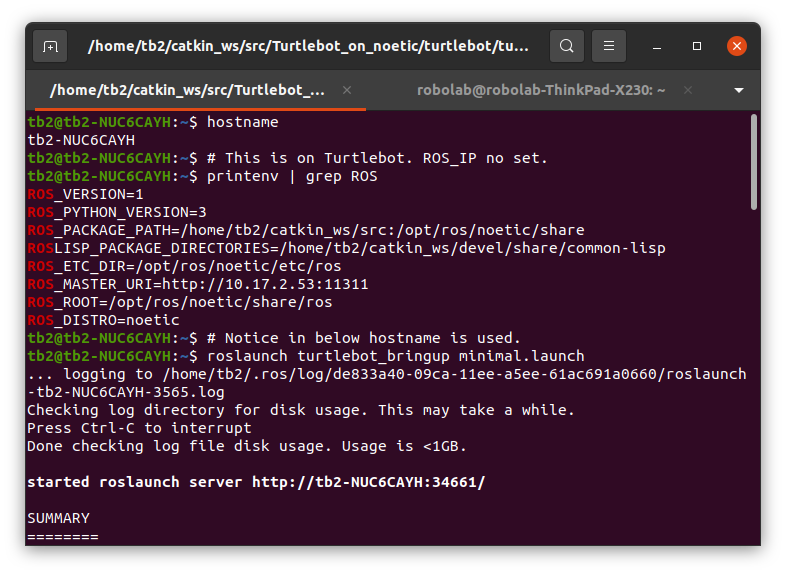 /home/tb2/catkin_ws/src/Turtlebot_on_noetic/turtlebot/tu...
/home/tb2/catkin_ws/src/Turtlebot_...
robolab@robolab-ThinkPad-X230: ~
tb2@tb2-NUC6CAYH:~$ hostname
tb2-NUC6CAYH
tb2@tb2-NUC6CAYH:~$ # This is on Turtlebot. ROS_IP no set.
tb2@tb2-NUC6CAYH:~$ printenv | grep ROS
ROS_VERSION=1
ROS_PYTHON_VERSION=3
ROS_PACKAGE_PATH=/home/tb2/catkin_ws/src:/opt/ros/noetic/share
ROSLISP_PACKAGE_DIRECTORIES=/home/tb2/catkin_ws/devel/share/common-lisp
ROS_ETC_DIR=/opt/ros/noetic/etc/ros
ROS_MASTER_URI=http://10.17.2.53:11311
ROS_ROOT=/opt/ros/noetic/share/ros
ROS_DISTRO=noetic
tb2@tb2-NUC6CAYH:~$ # Notice in below hostname is used.
tb2@tb2-NUC6CAYH:~$ roslaunch turtlebot_bringup minimal.launch
... logging to /home/tb2/.ros/log/de833a40-09ca-11ee-a5ee-61ac691a0660/roslaunch
-tb2-NUC6CAYH-3565.log
Checking log directory for disk usage. This may take a while.
Press Ctrl-C to interrupt
Done checking log file disk usage. Usage is <1GB.
started roslaunch server http://tb2-NUC6CAYH:34661/
SUMMARY
========